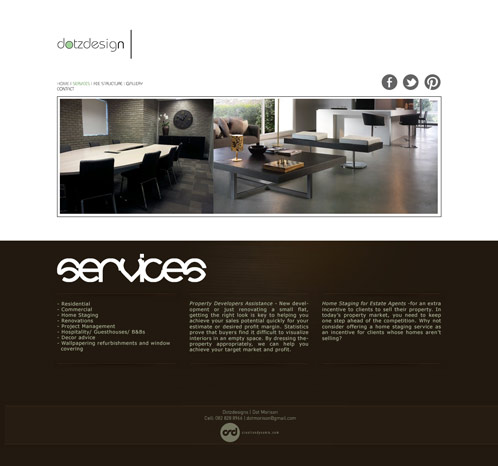 dotzdesign
HOME | SERVICES | FEE STRUCTURE | GALLERY
CONTACT
services
- Residential
- Commercial
- Home Staging
- Renovations
- Project Management
- Hospitality/ Guesthouses/ B&Bs
- Decor advice
- Wallpapering refurbishments and window
covering
Property Developers Assistance - New devel-
opment or just renovating a small flat,
getting the right look is key to helping you
achieve your sales potential quickly for your
estimate or desired profit margin. Statistics
prove that buyers find it difficult to visualize
interiors in an empty space. By dressing the
property appropriately, we can help you
achieve your target market and profit.
Home Staging for Estate Agents -for an extra
incentive to clients to sell their property. In
today's property market, you need to keep
one step ahead of the competition. Why not
consider offering a home staging service as
an incentive for clients whose homes aren't
selling?
Dotzdesigns | Dot Morison
Cell: 082 828 8966 | dotmorison@gmail.com